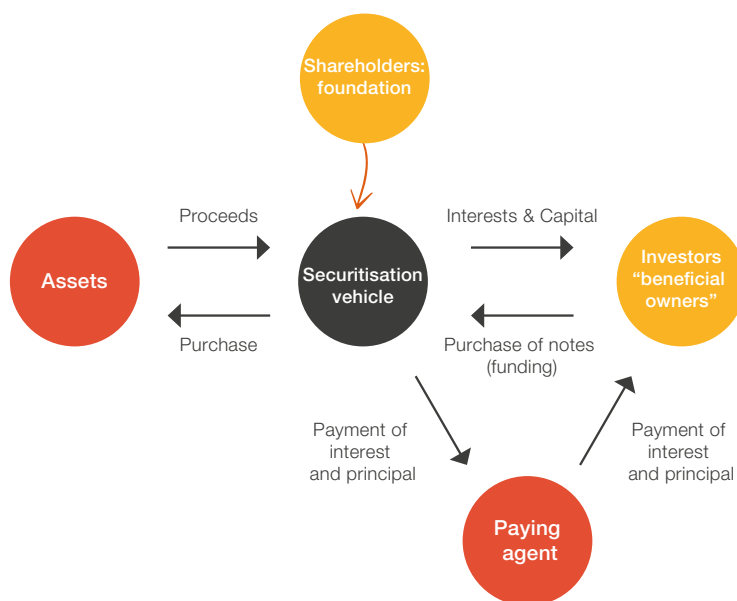 Shareholders:
foundation
Proceeds
Interests & Capital
Assets
Securitisation
vehicle
Investors
“beneficial
owners”
Purchase
Purchase of notes
(funding)
Payment of
interest
and principal
Payment of
interest
and principal
Paying
agent